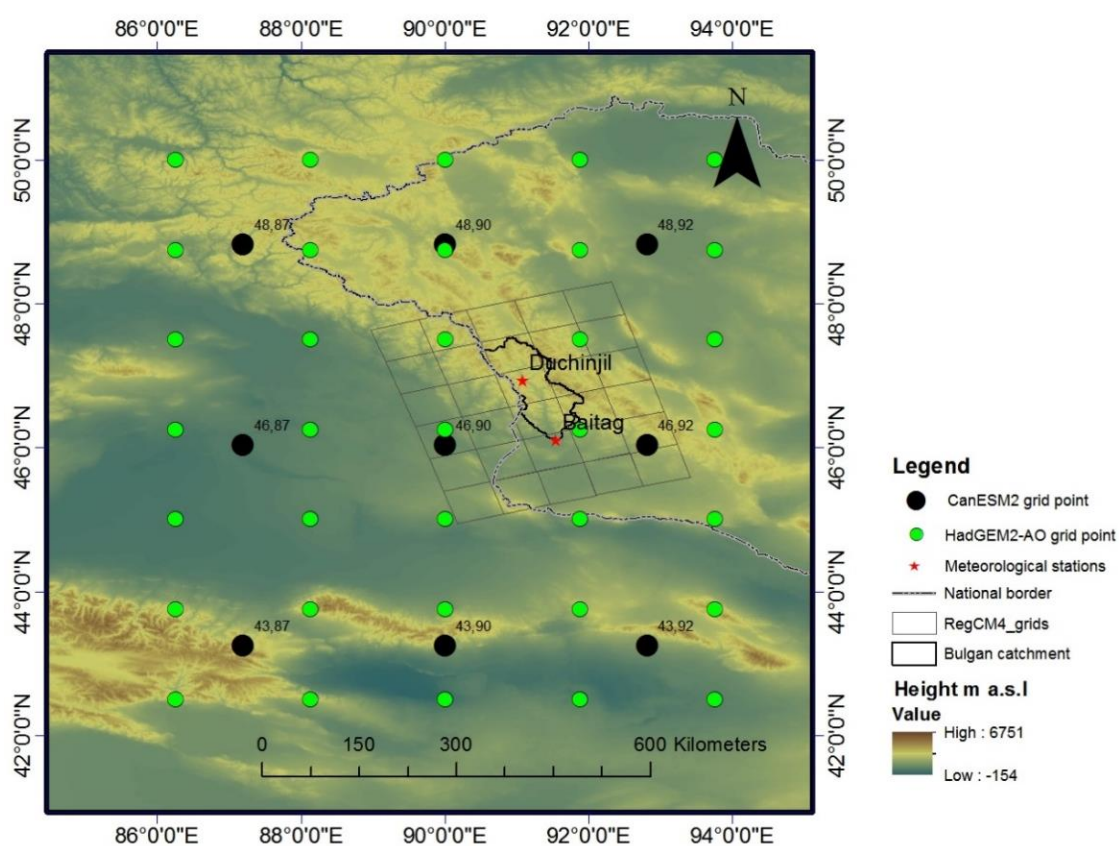 86°0'0"E 88°0'0"E 90°0'0"E 92°0'0"E 94°0'0"E
N
50°0'0"N 50°0'0"N
48,87 48,90 48,92
48°0'0"N 48°0'0"N
Duchinjil
46,87 46,90 Baitag 46,92
46°0'0"N 46°0'0"N
44°0'0"N 44°0'0"N
43,87 43,90 43,92
42°0'0"N 42°0'0"N
0 150 300 600 Kilometers
86°0'0"E 88°0'0"E 90°0'0"E 92°0'0"E 94°0'0"E
Legend
CanESM2 grid point
HadGEM2-AO grid point
Meteorological stations
National border
RegCM4_grids
Bulgan catchment
Height m a.s.l
Value
High : 6751
Low : -154